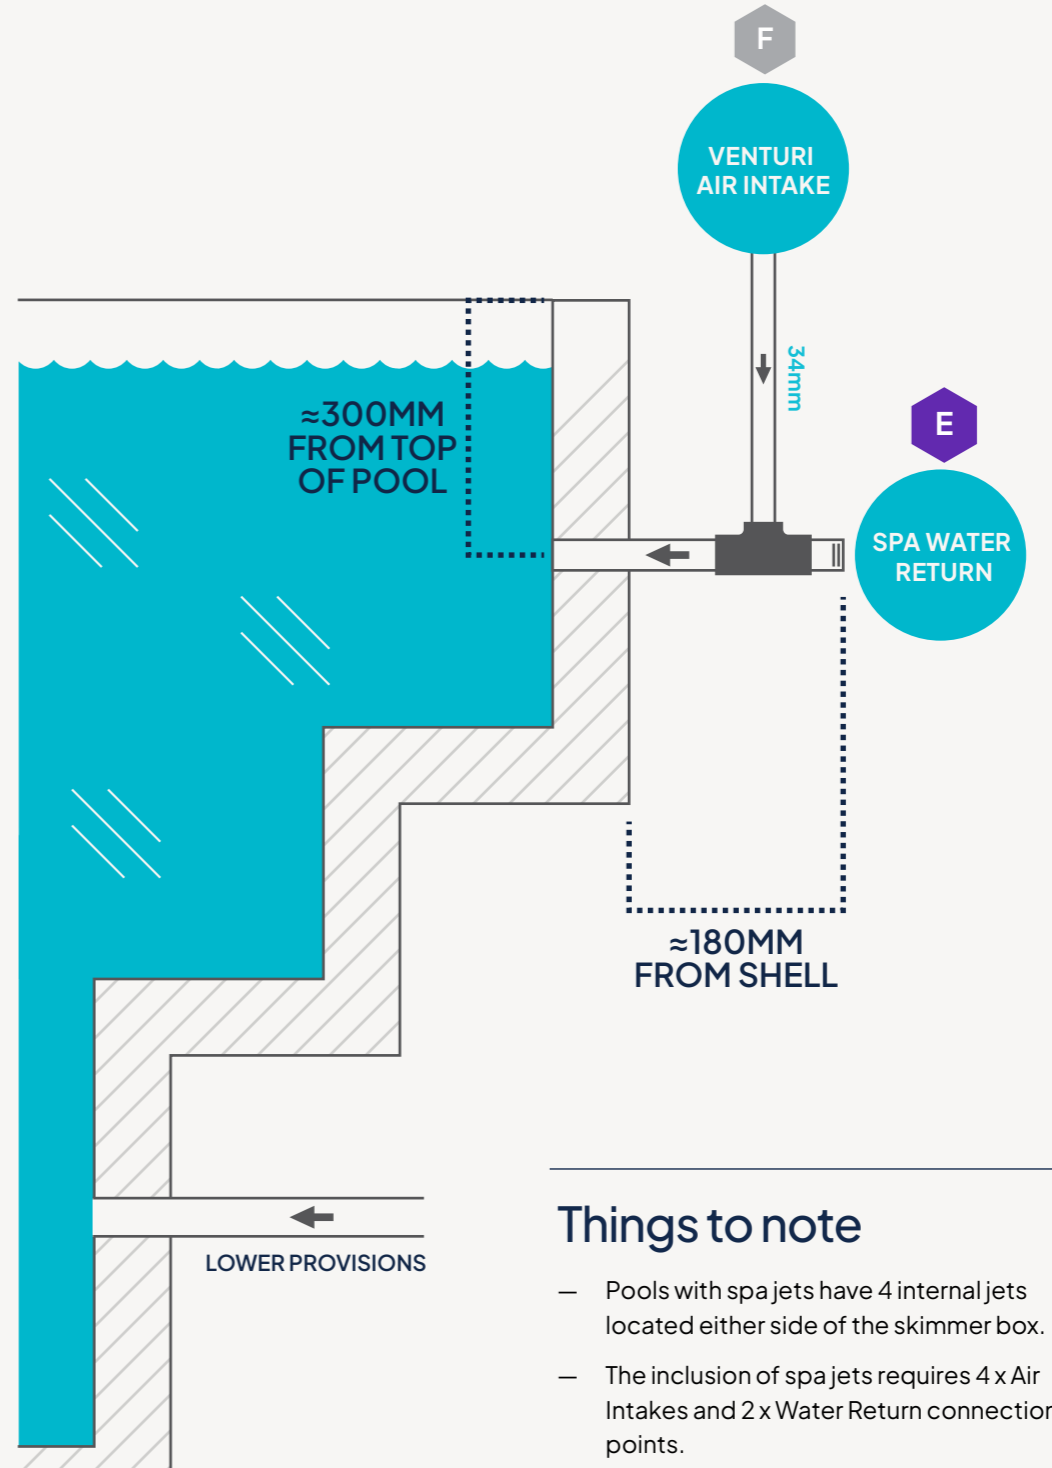 F
VENTURI
AIR INTAKE
34mm
≈300MM
FROM TOP
OF POOL
E
SPA WATER
RETURN
≈180MM
FROM SHELL
LOWER PROVISIONS
Things to note
— Pools with spa jets have 4 internal jets
located either side of the skimmer box.
— The inclusion of spa jets requires 4 x Air
Intakes and 2 x Water Return connection
points.